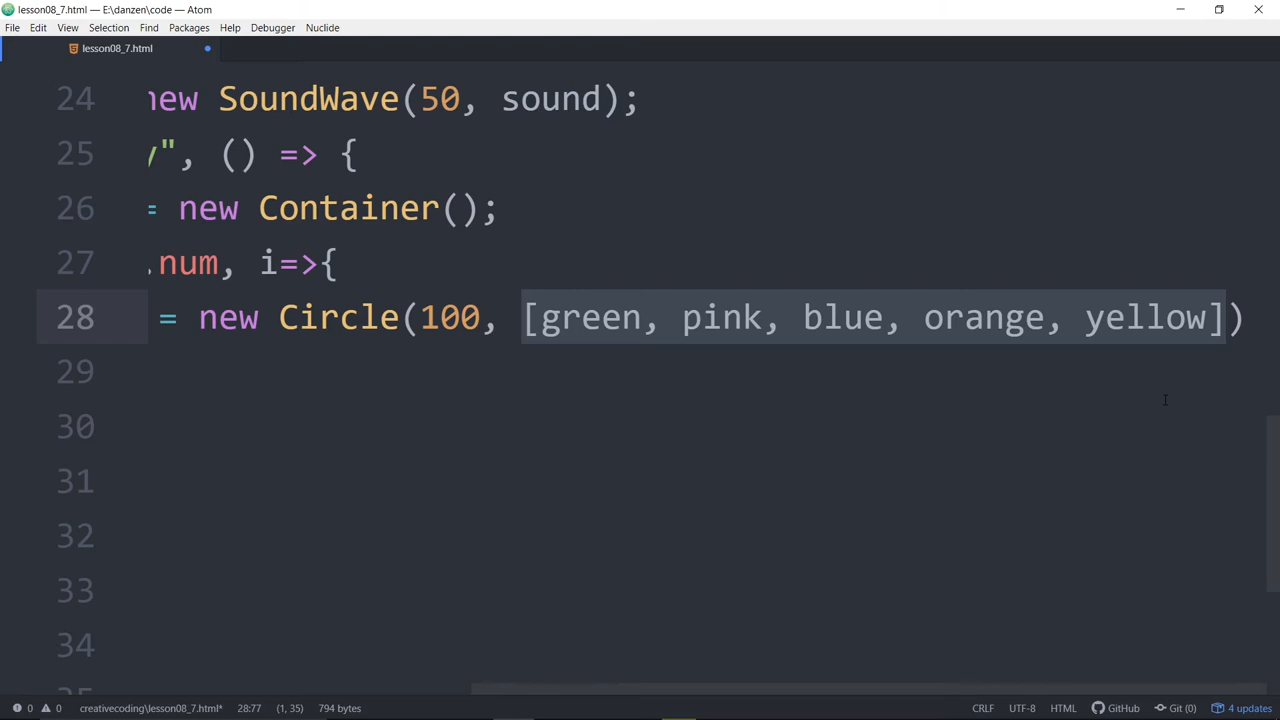 lesson08_7.html — E:\danzen\code — Atom
File Edit View Selection Find Packages Help Debugger Nuclide
lesson08_7.html
24 new SoundWave(50, sound);
25 y", () => {
26 = new Container();
27 .num, i=>{
28 = new Circle(100, [green, pink, blue, orange, yellow])
29
30
31
32
33
34
35
0 0 creativecoding\lesson08_7.html* 28:77 (1, 35) 794 bytes CRLF UTF-8 HTML GitHub Git (0) 4 updates